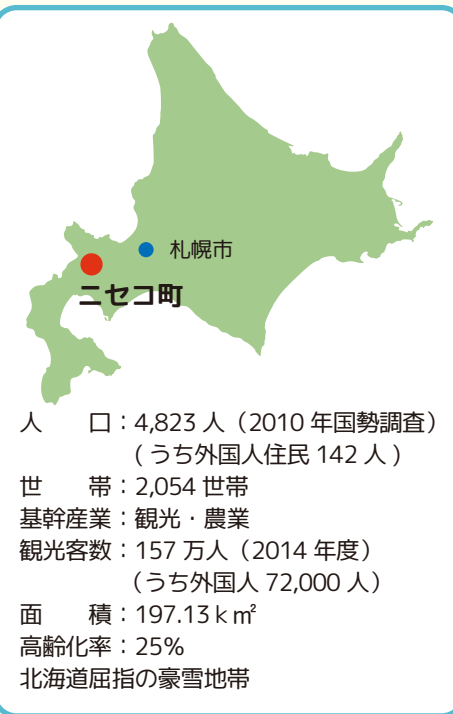 札幌市
ニセコ町
人　　口：4,823 人（2010 年国勢調査）
( うち外国人住民 142 人 )
世　　帯：2,054 世帯
基幹産業：観光・農業
観光客数：157 万人（2014 年度）
（うち外国人 72,000 人）
面　　積：197.13ｋ㎡
高齢化率：25%
北海道屈指の豪雪地帯